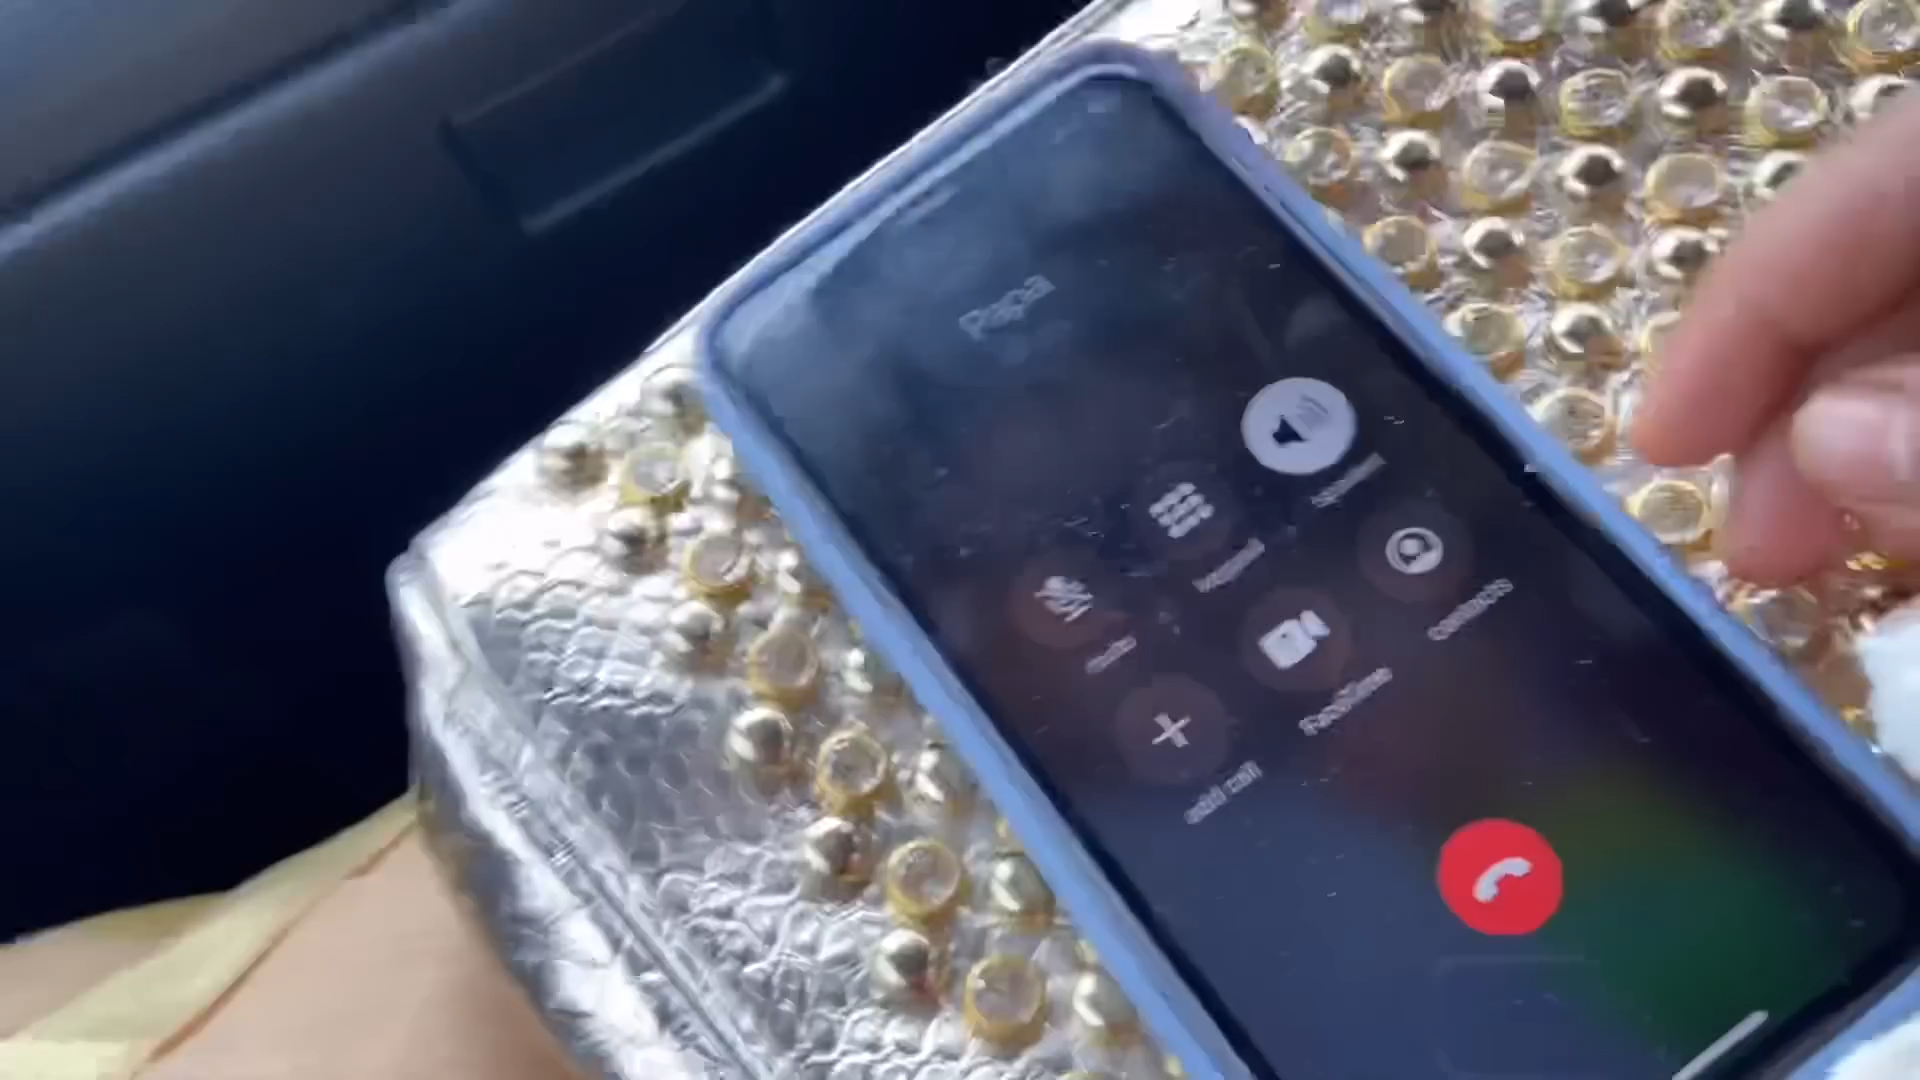 Papa
mute
keypad
speaker
add call
FaceTime
contacts